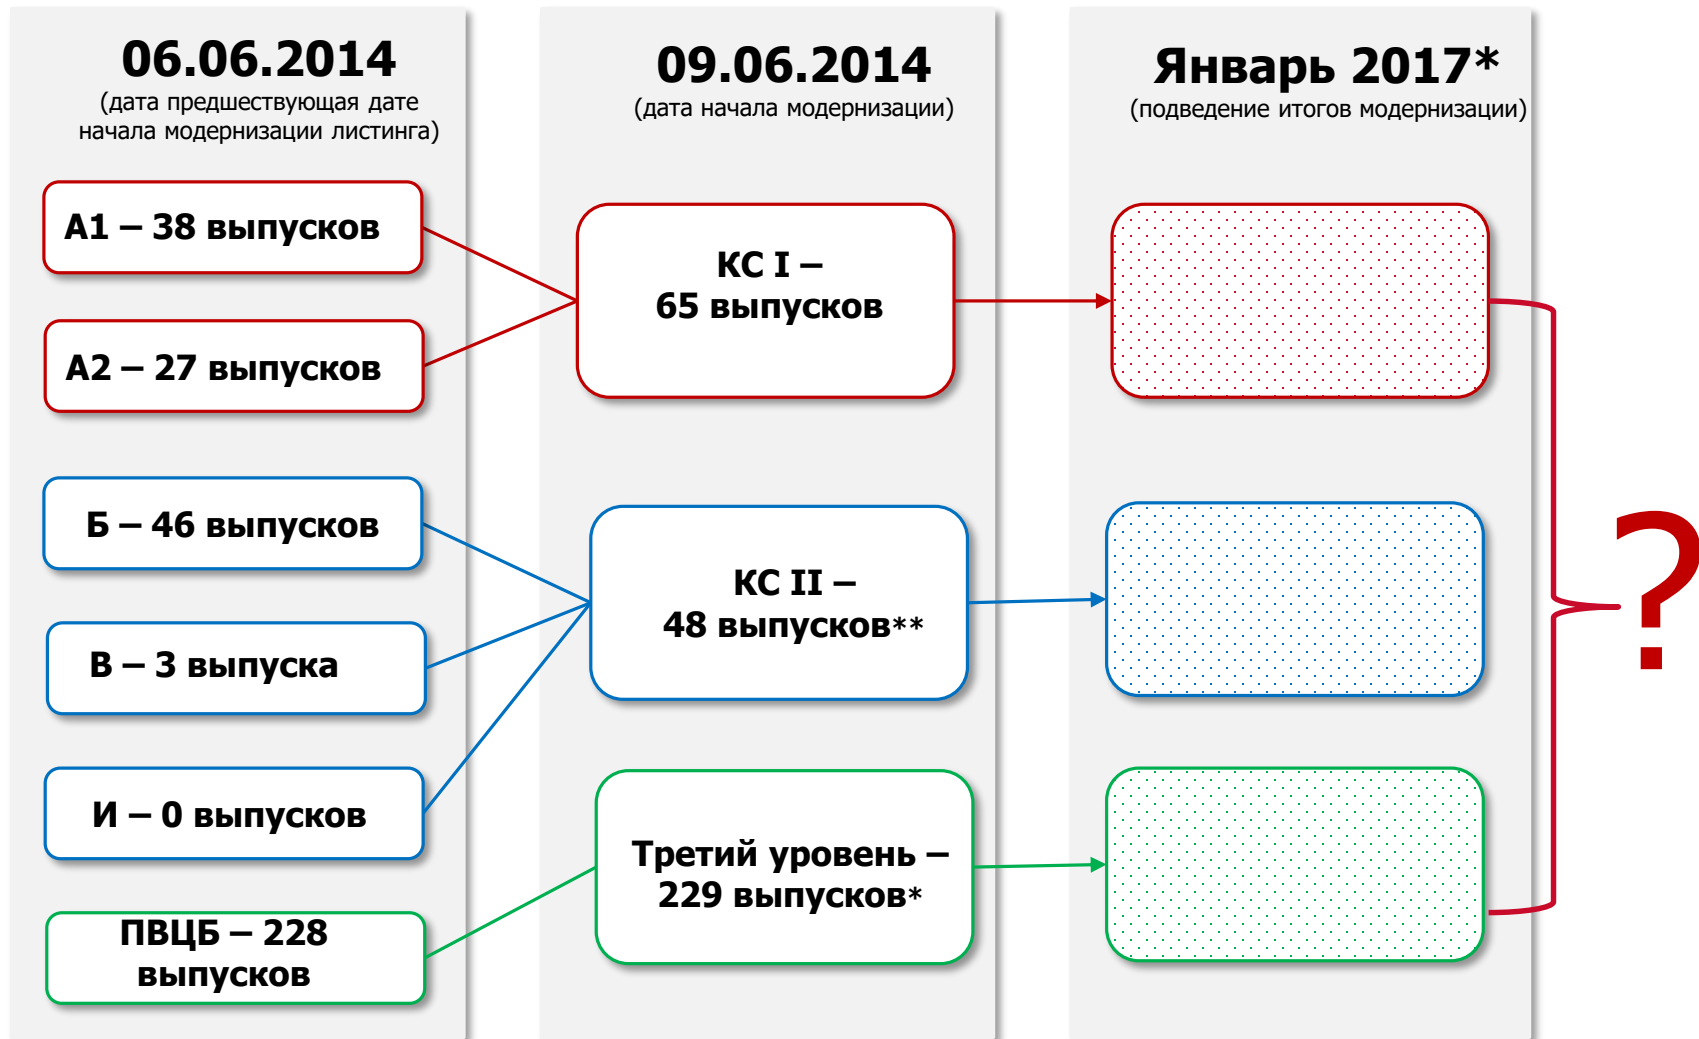 06.06.2014
(дата предшествующая дате
начала модернизации листинга)
А1 – 38 выпусков
А2 – 27 выпусков
Б – 46 выпусков
В – 3 выпуска
И – 0 выпусков
ПВЦБ – 228
выпусков
09.06.2014
(дата начала модернизации)
КС I –
65 выпусков
КС II –
48 выпусков**
Третий уровень –
229 выпусков*
Январь 2017*
(подведение итогов модернизации)
?